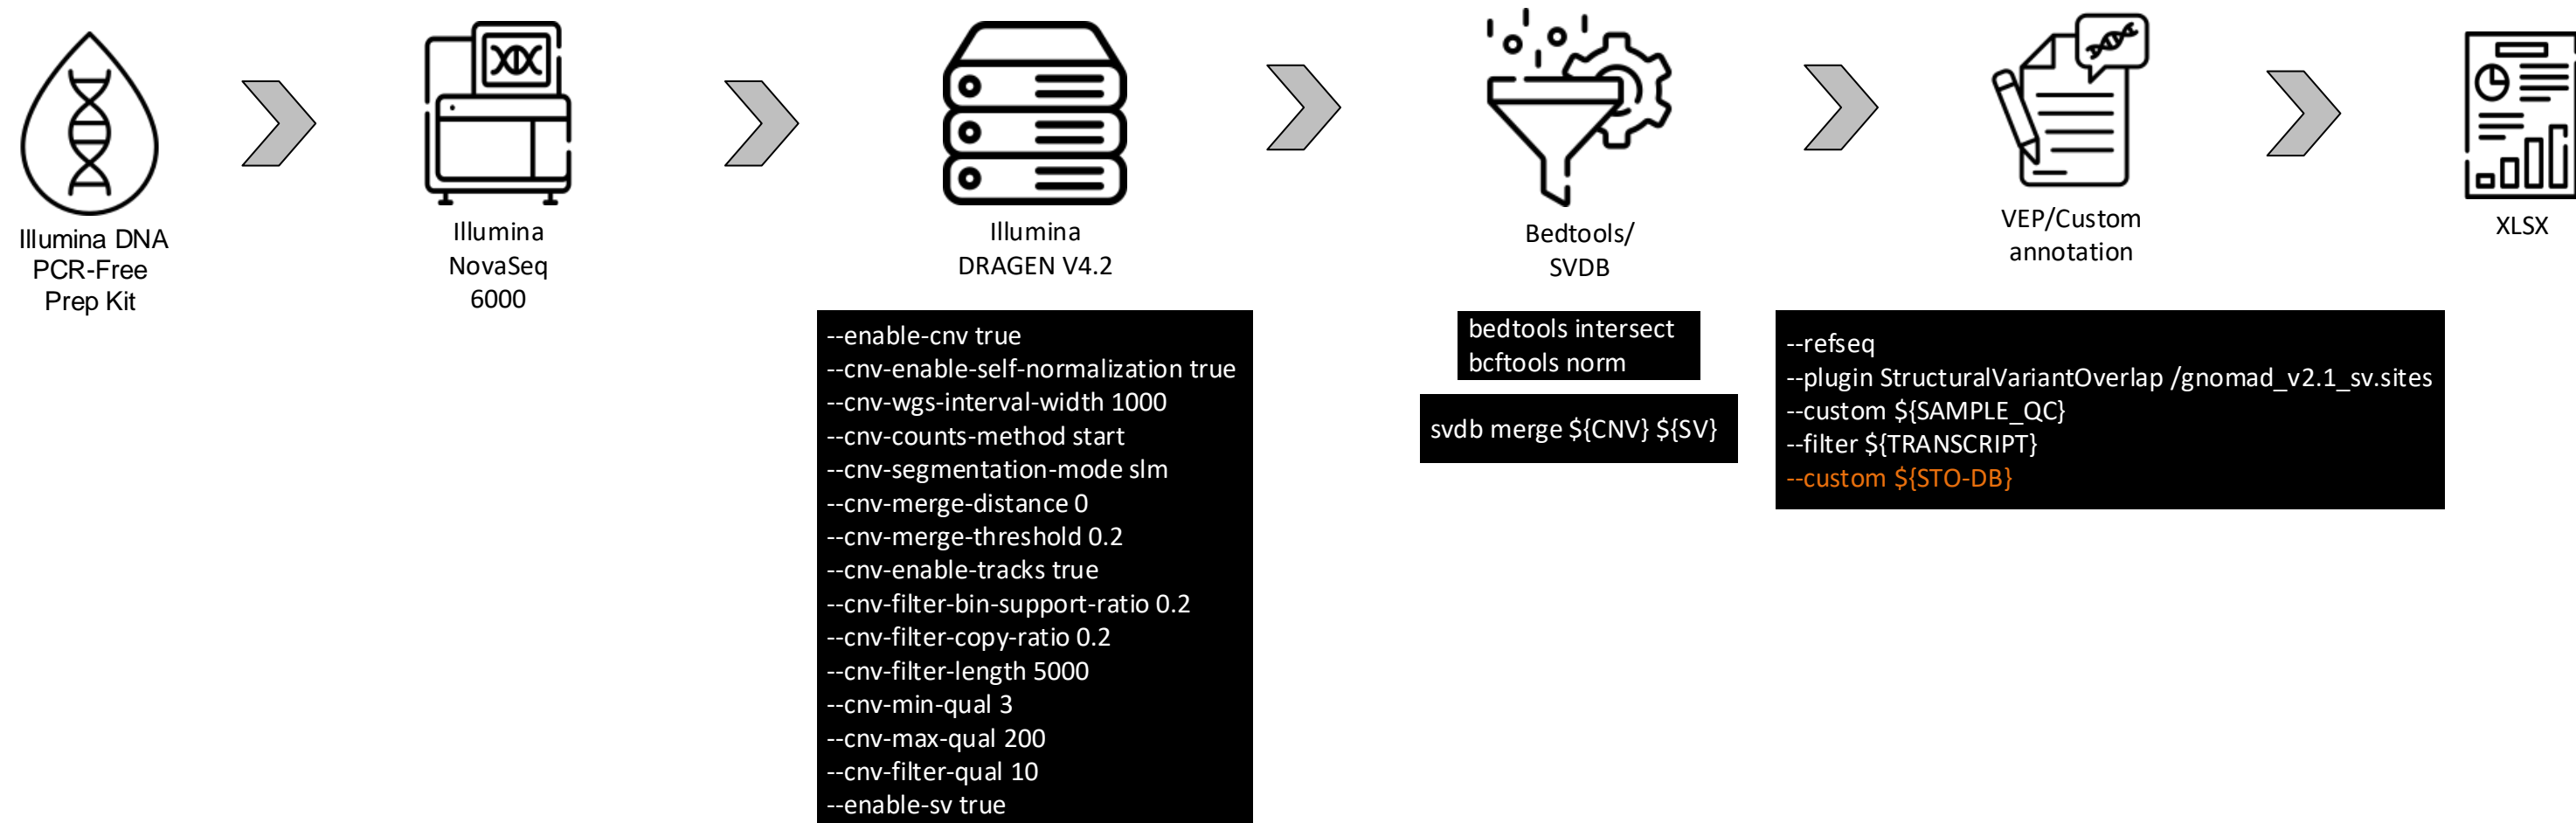 Illumina DNA
PCR-Free
Prep Kit
Illumina
NovaSeq
6000
Illumina
DRAGEN V4.2
--enable-cnv true
--cnv-enable-self-normalization true
--cnv-wgs-interval-width 1000
--cnv-counts-method start
--cnv-segmentation-mode slm
--cnv-merge-distance 0
--cnv-merge-threshold 0.2
--cnv-enable-tracks true
--cnv-filter-bin-support-ratio 0.2
--cnv-filter-copy-ratio 0.2
--cnv-filter-length 5000
--cnv-min-qual 3
--cnv-max-qual 200
--cnv-filter-qual 10
--enable-sv true
Bedtools/
SVDB
bedtools intersect
bcftools norm
svdb merge ${CNV} ${SV}
VEP/Custom
annotation
--refseq
--plugin StructuralVariantOverlap /gnomad_v2.1_sv.sites
--custom ${SAMPLE_QC}
--filter ${TRANSCRIPT}
--custom ${STO-DB}
XLSX